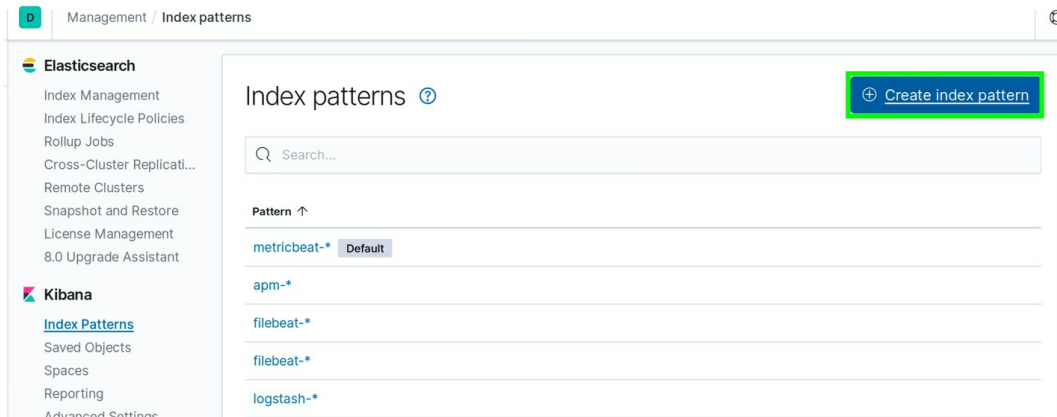 D Management / Index patterns
Elasticsearch
Index Management
Index Lifecycle Policies
Rollup Jobs
Cross-Cluster Replicati...
Remote Clusters
Snapshot and Restore
License Management
8.0 Upgrade Assistant
Kibana
Index Patterns
Saved Objects
Spaces
Reporting
Advanced Settings
Index patterns ?
Create index pattern
Search...
Pattern ↑
metricbeat-* Default
apm-*
filebeat-*
filebeat-*
logstash-*